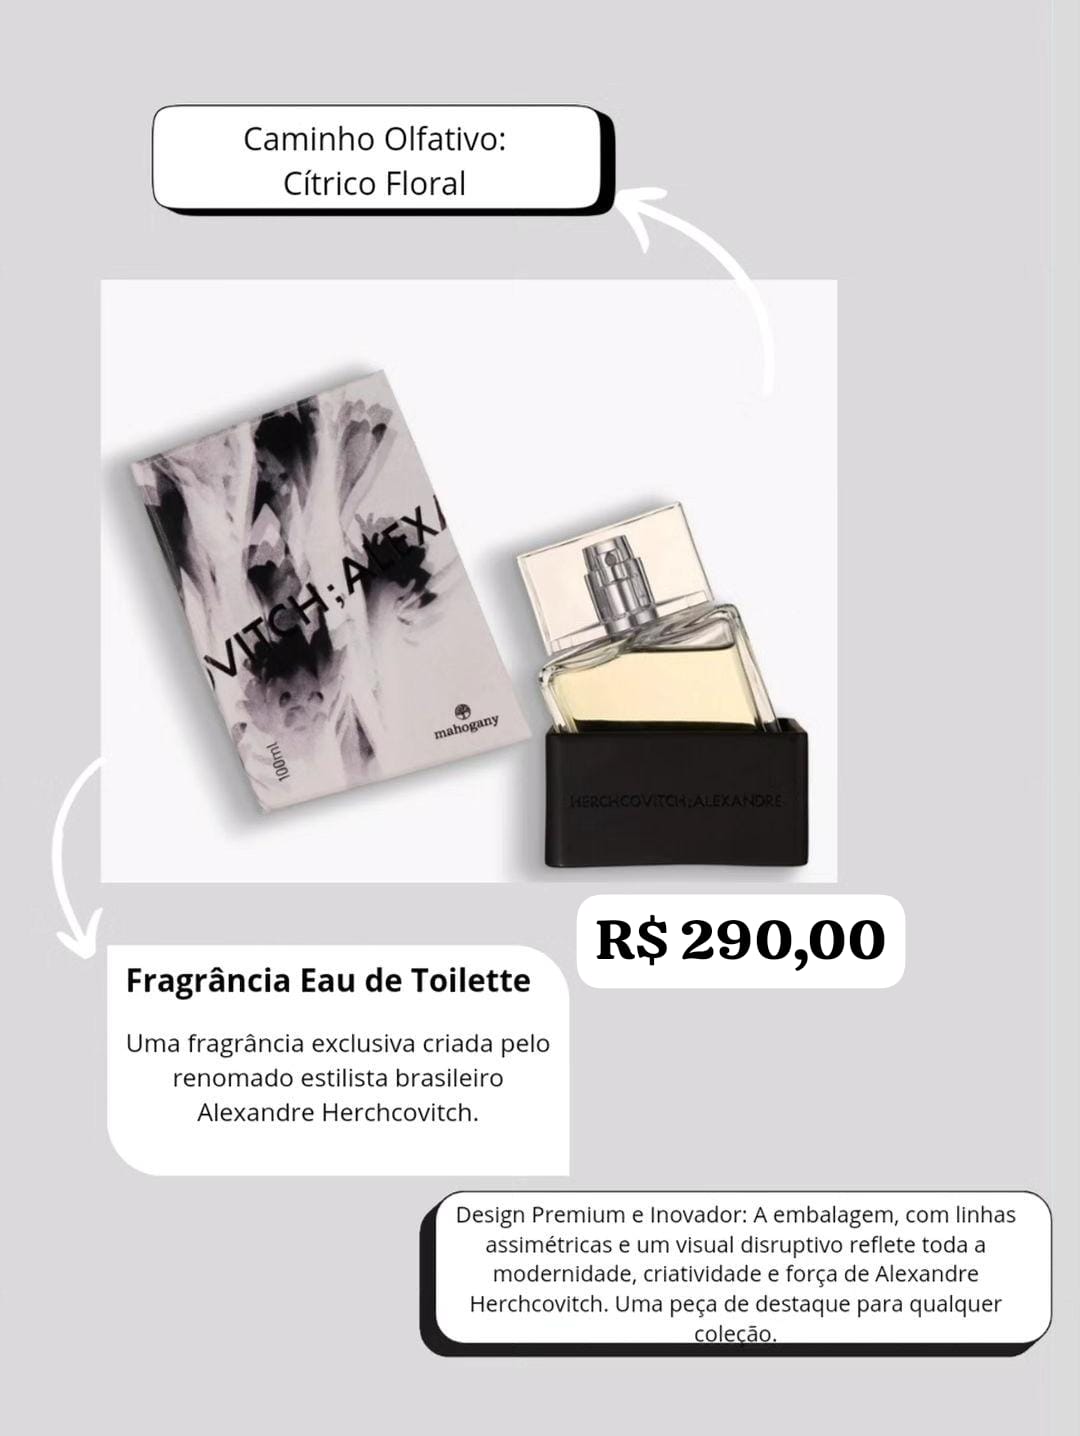 Caminho Olfativo:
Cítrico Floral
VITCH;ALEXA
mahogany
100ml
HERCHCOVITCH;ALEXANDRE
R$ 290,00
Fragrância Eau de Toilette
Uma fragrância exclusiva criada pelo
renomado estilista brasileiro
Alexandre Herchcovitch.
Design Premium e Inovador: A embalagem, com linhas
assimétricas e um visual disruptivo reflete toda a
modernidade, criatividade e força de Alexandre
Herchcovitch. Uma peça de destaque para qualquer
coleção.